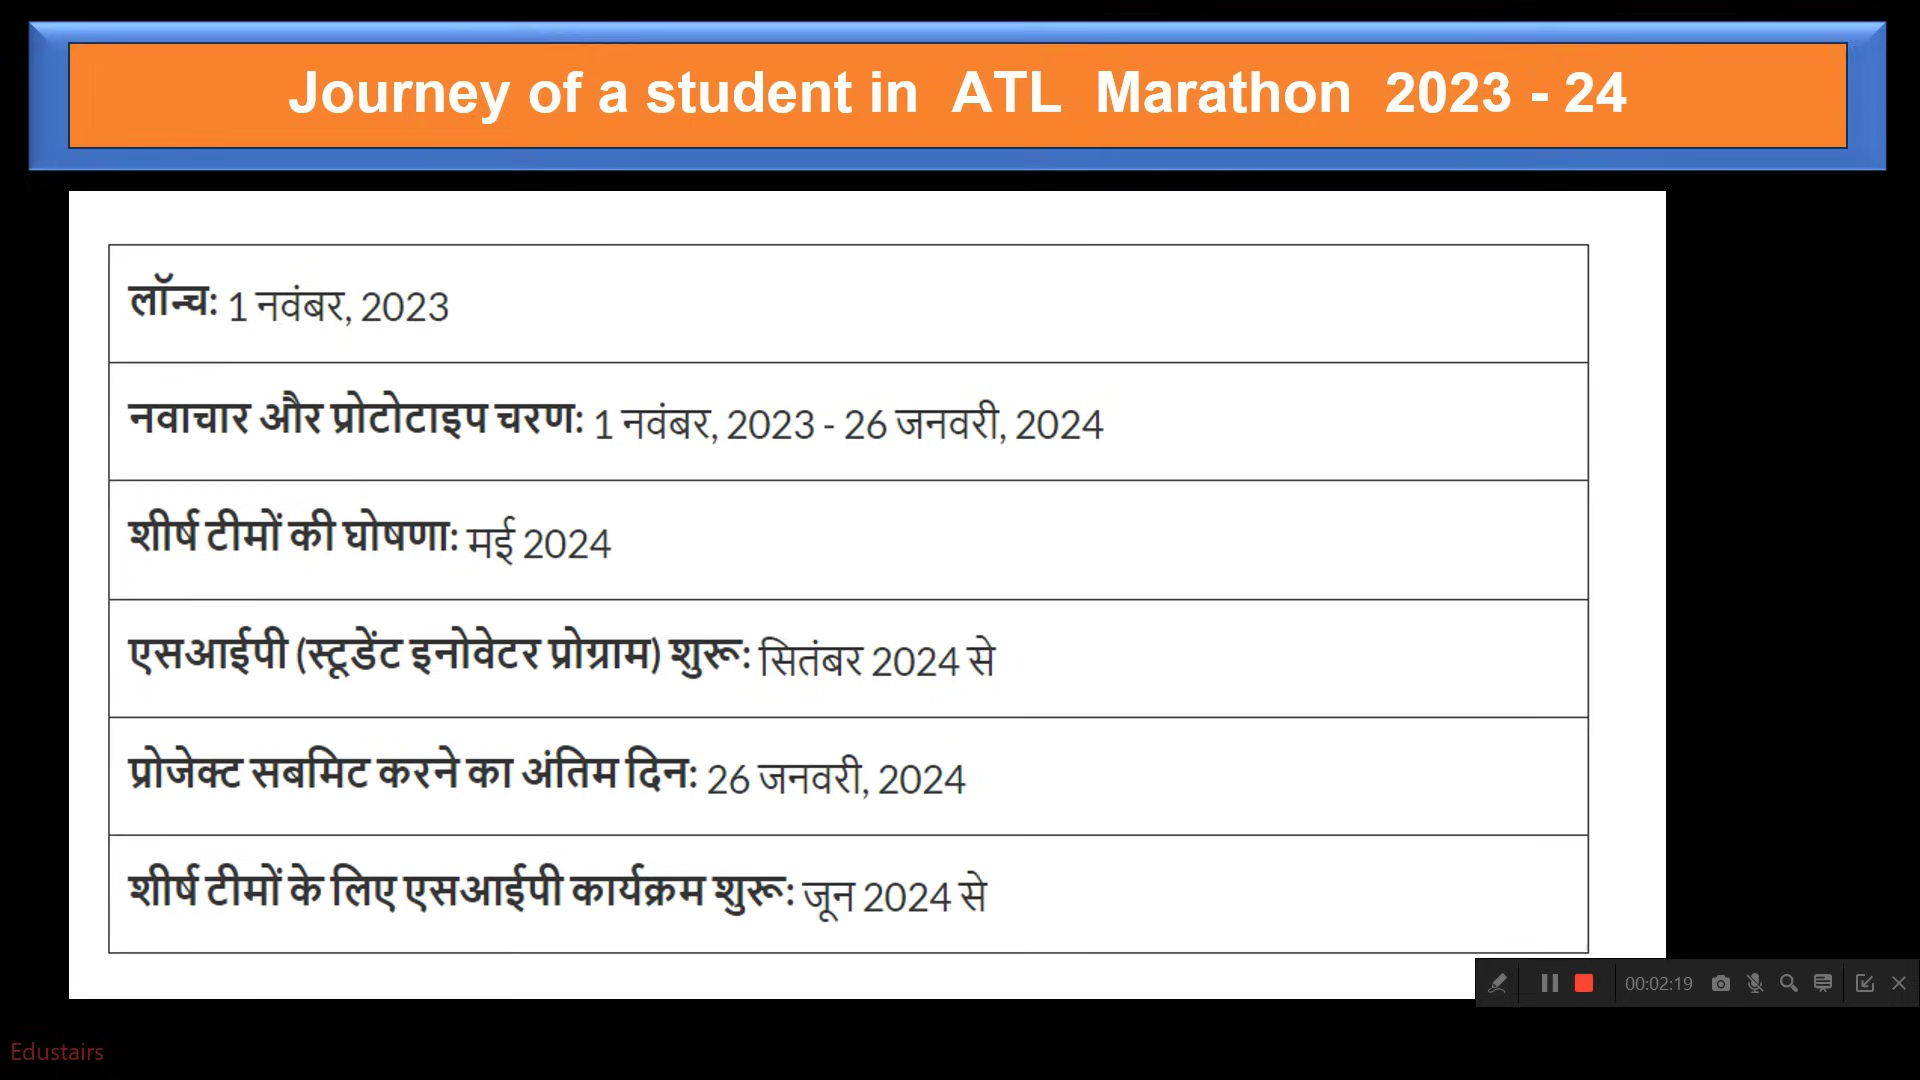 Journey of a student in ATL Marathon 2023 - 24
लॉन्च: 1 नवंबर, 2023
नवाचार और प्रोटोटाइप चरण: 1 नवंबर, 2023 - 26 जनवरी, 2024
शीर्ष टीमों की घोषणा: मई 2024
एसआईपी (स्टूडेंट इनोवेटर प्रोग्राम) शुरू: सितंबर 2024 से
प्रोजेक्ट सबमिट करने का अंतिम दिन: 26 जनवरी, 2024
शीर्ष टीमों के लिए एसआईपी कार्यक्रम शुरू: जून 2024 से
00:02:19
Edustairs